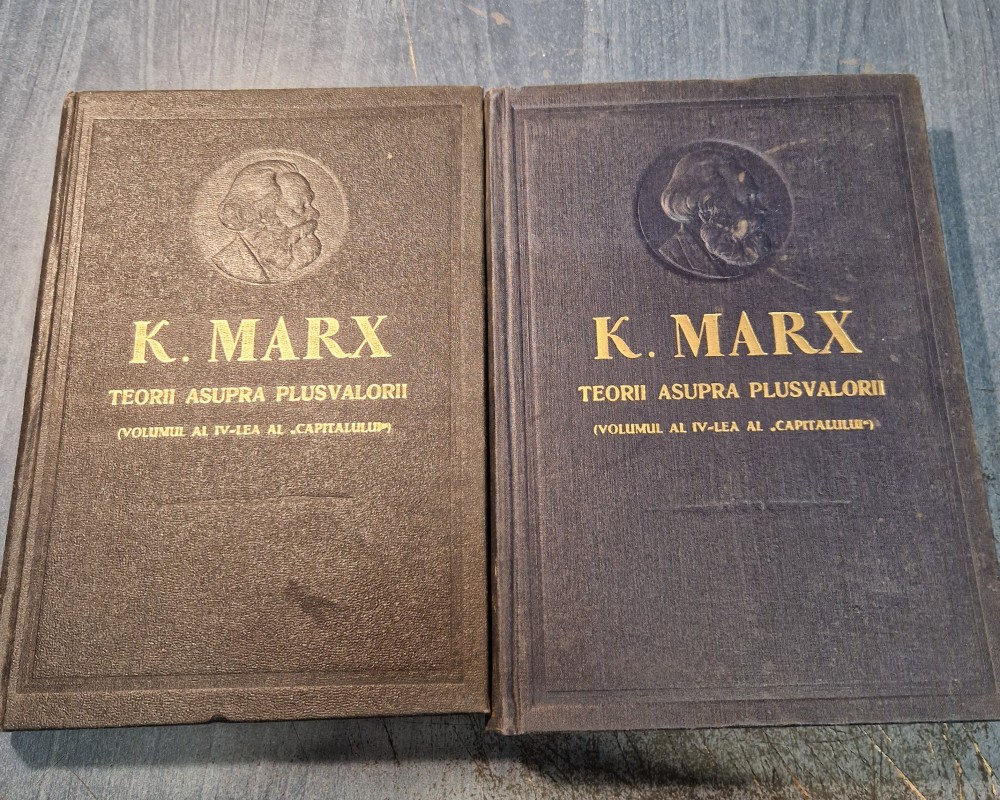 K. MARX
TEORII ASUPRA PLUSVALORII
(VOLUMUL AL IV-LEA AL „CAPITALULUI“)
K. MARX
TEORII ASUPRA PLUSVALORII
(VOLUMUL AL IV-LEA AL „CAPITALULUI“)